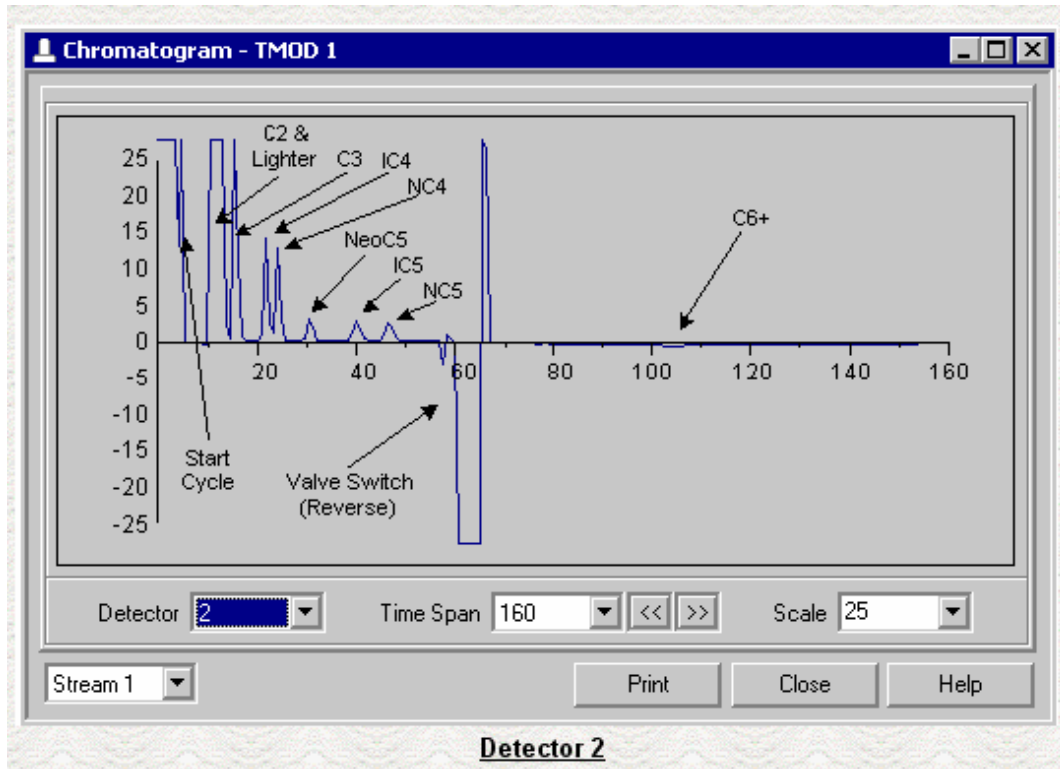 Chromatogram - TMOD 1
C2 &
Lighter
C3
IC4
NC4
NeoC5
IC5
NC5
C6+
25
20
15
10
5
0
-5
-10
-15
-20
-25
20
40
60
80
100
120
140
160
Start
Cycle
Valve Switch
(Reverse)
Detector 2
Time Span 160 << >>
Scale 25
Stream 1
Print
Close
Help
Detector 2